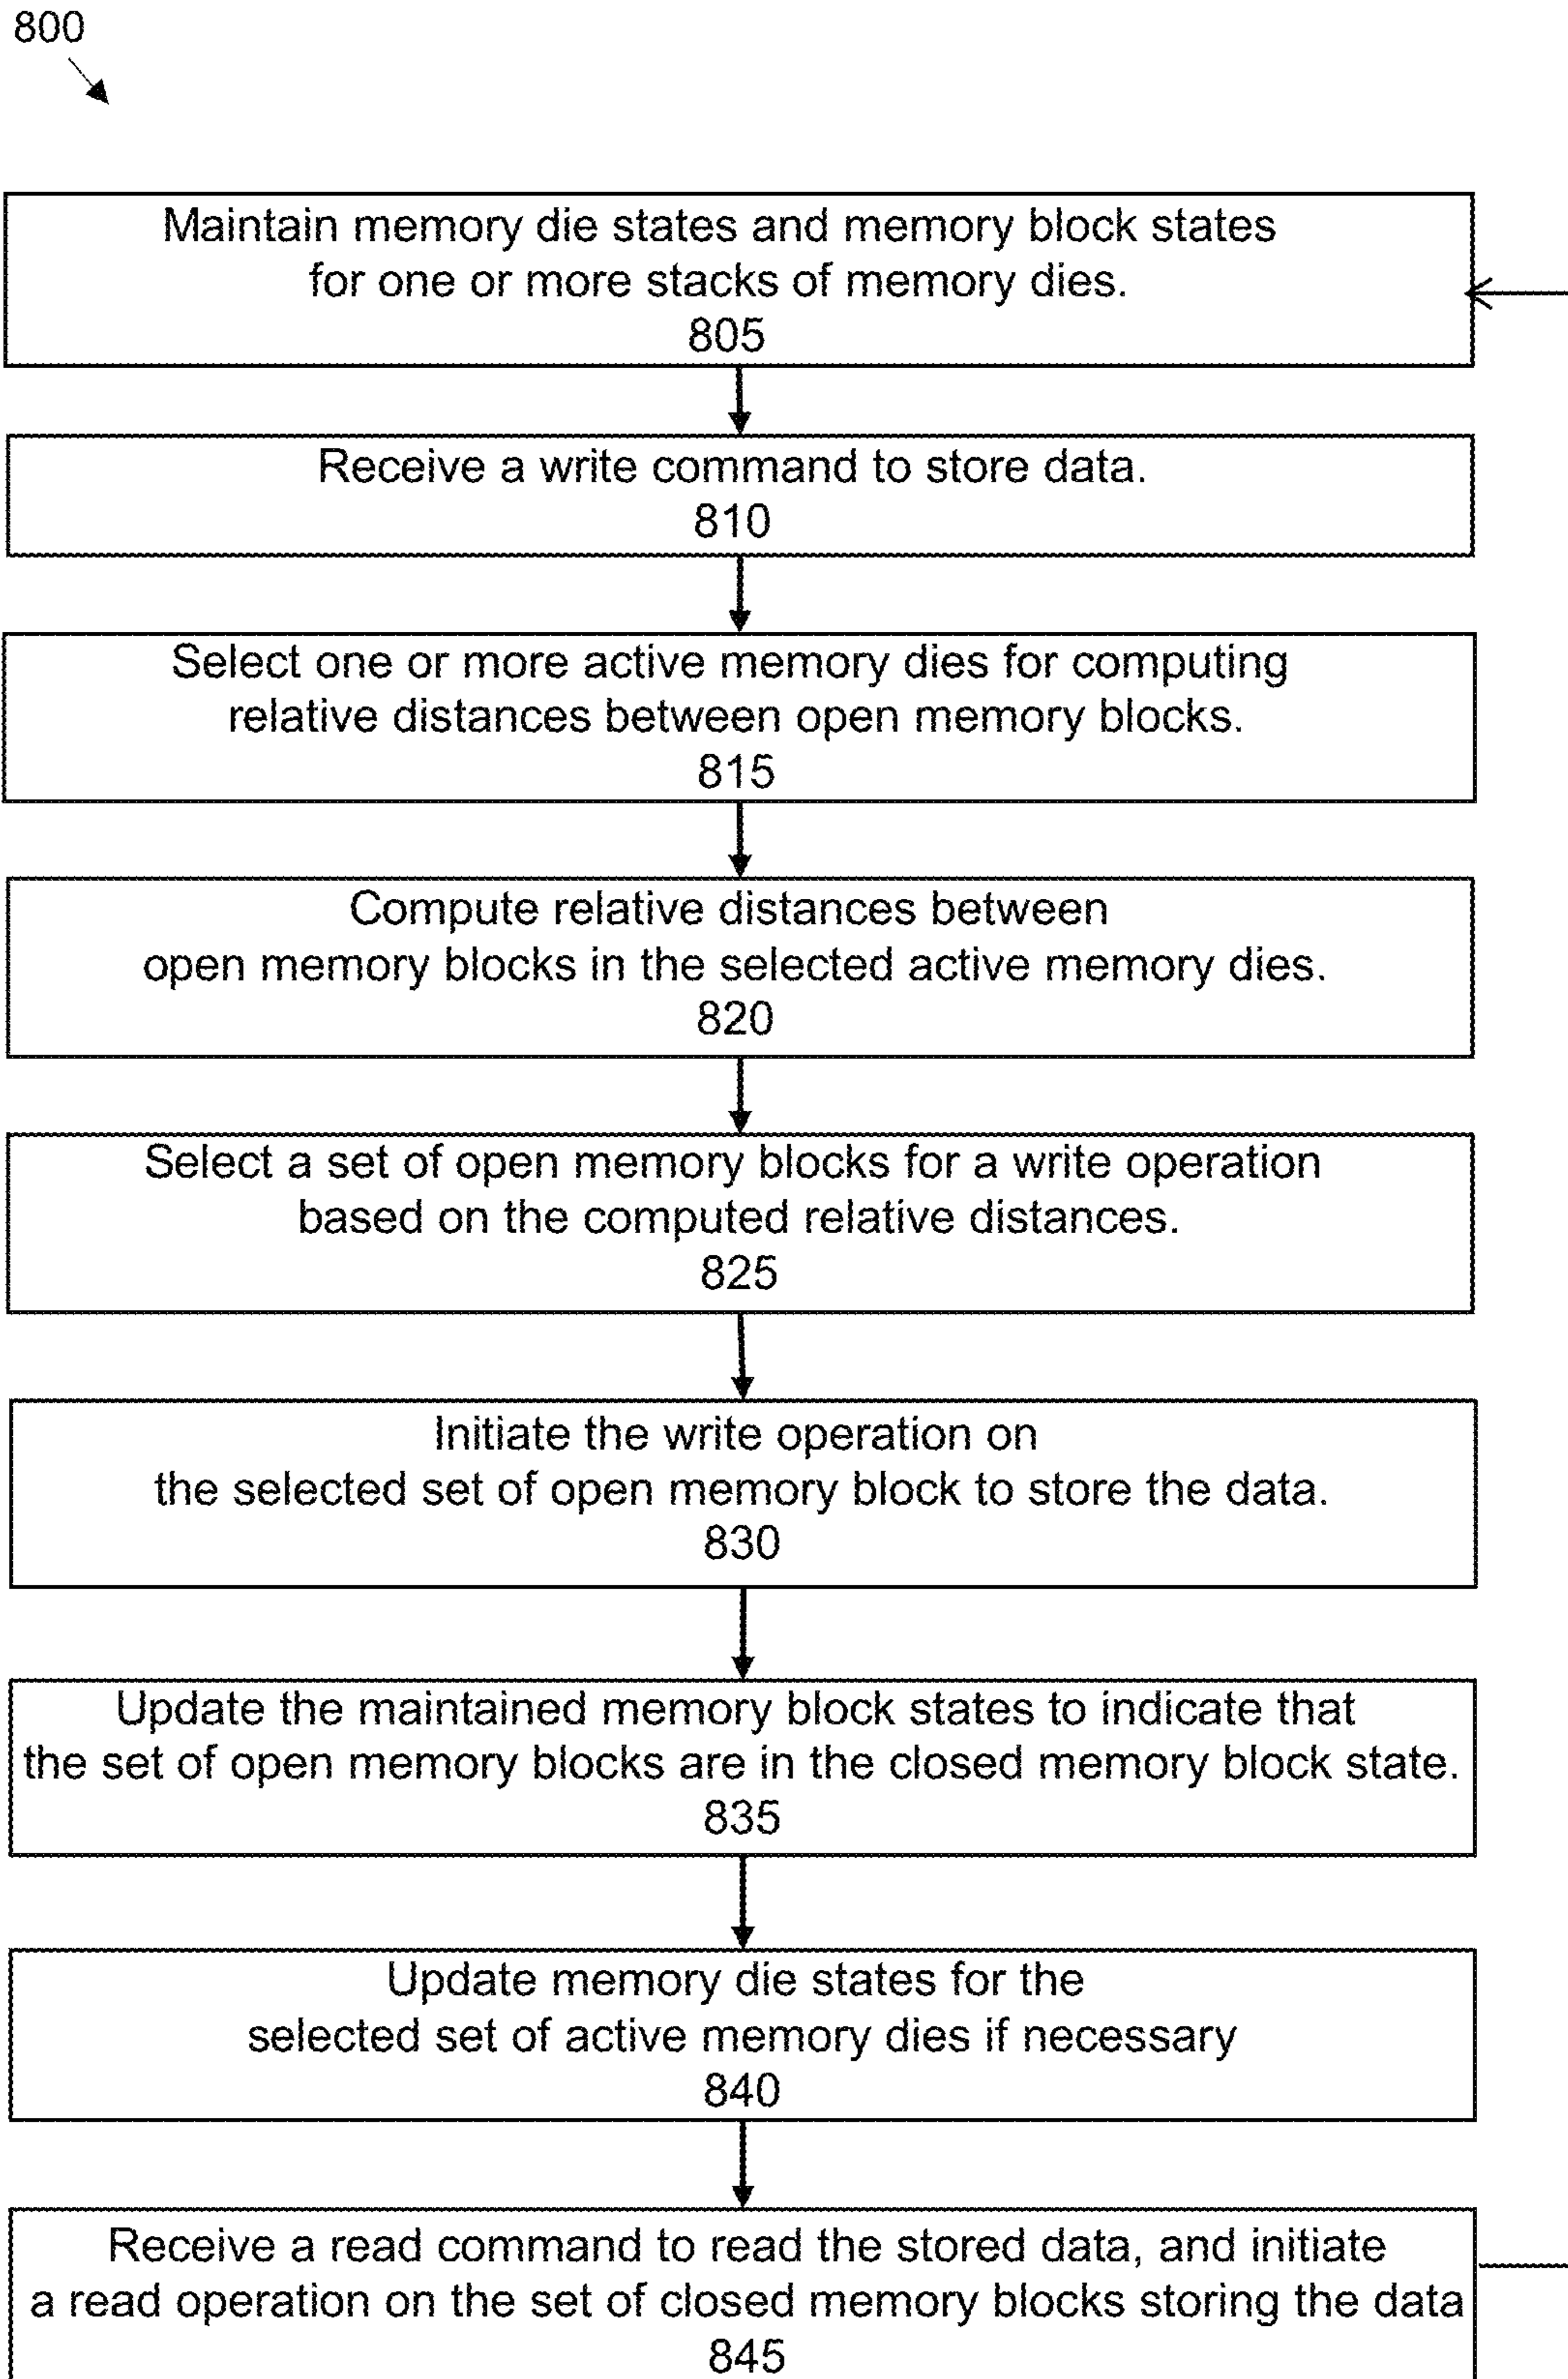 800
Maintain memory die states and memory block states
for one or more stacks of memory dies.
805
Receive a write command to store data.
810
Select one or more active memory dies for computing
relative distances between open memory blocks.
815
Compute relative distances between
open memory blocks in the selected active memory dies.
820
Select a set of open memory blocks for a write operation
based on the computed relative distances.
825
Initiate the write operation on
the selected set of open memory block to store the data.
830
Update the maintained memory block states to indicate that
the set of open memory blocks are in the closed memory block state.
835
Update memory die states for the
selected set of active memory dies if necessary
840
Receive a read command to read the stored data, and initiate
a read operation on the set of closed memory blocks storing the data
845